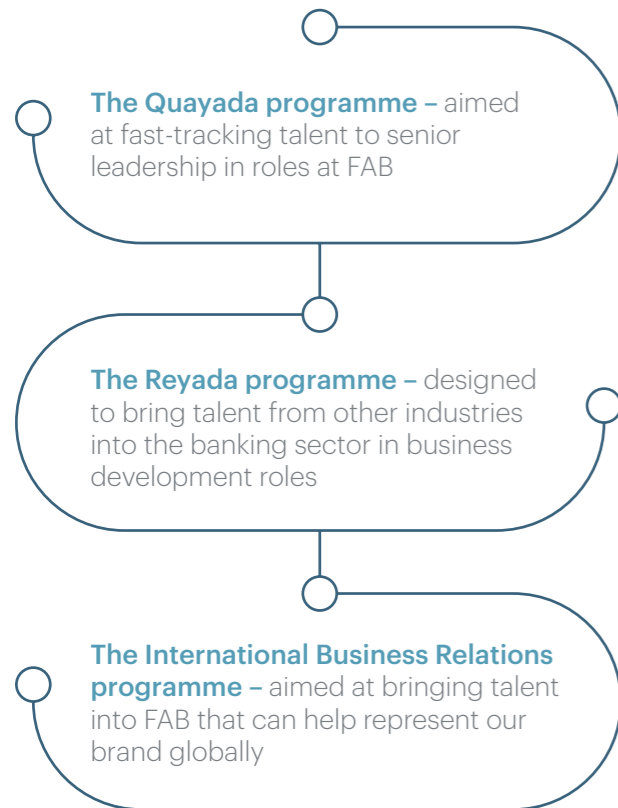 The Quayada programme – aimed
at fast-tracking talent to senior
leadership in roles at FAB
The Reyada programme – designed
to bring talent from other industries
into the banking sector in business
development roles
The International Business Relations
programme – aimed at bringing talent
into FAB that can help represent our
brand globally